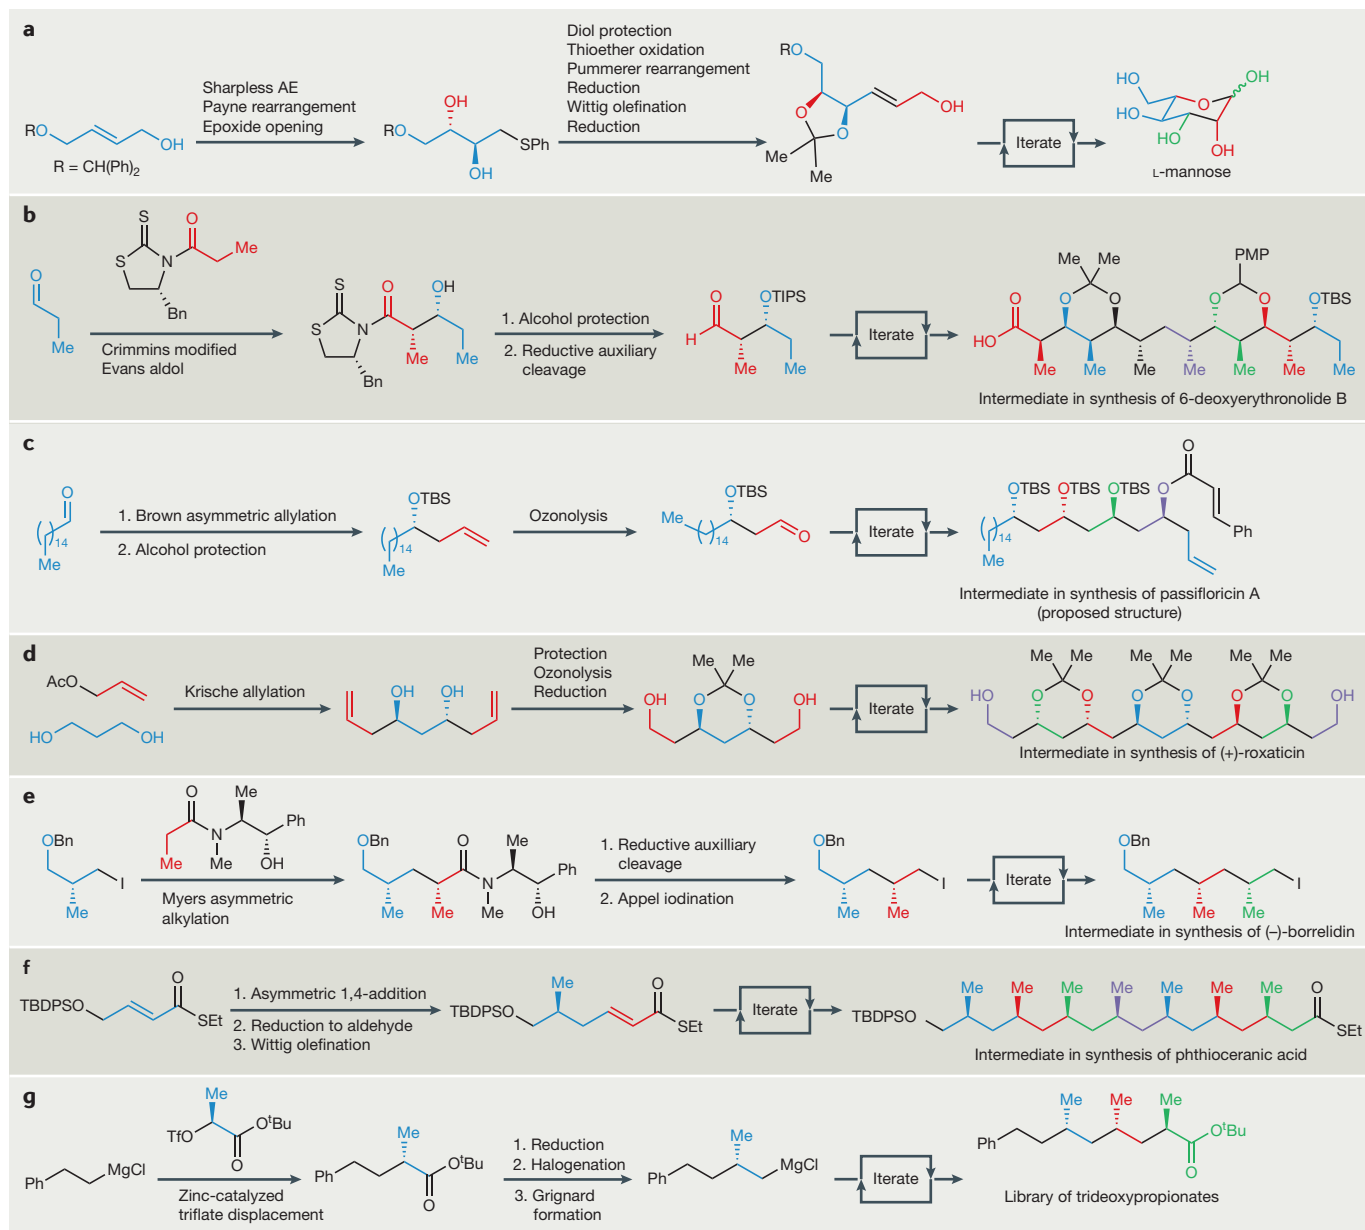 a
RO
OH
R = CH(Ph)₂
Sharpless AE
Payne rearrangement
Epoxide opening
OH
RO
SPh
OH
Diol protection
Thioether oxidation
Pummerer rearrangement
Reduction
Wittig olefination
Reduction
RO
OH
O
O
Me
Me
Iterate
HO
OH
O
HO
HO
OH
L-mannose
b
O
Me
S
O
S
N
Me
Bn
Crimmins modified
Evans aldol
S
O
OH
S
N
Me
Me
Bn
1. Alcohol protection
2. Reductive auxiliary
cleavage
O
OTIPS
H
Me
Me
Iterate
Me
Me
PMP
O
O
O
O
O
OTBS
HO
Me
Me
Me
Me
Me
Me
Me
Intermediate in synthesis of 6-deoxyerythronolide B
c
O
( )14
Me
1. Brown asymmetric allylation
2. Alcohol protection
OTBS
( )14
Me
Ozonolysis
OTBS
Me
( )14
O
Iterate
O
OTBS
OTBS
OTBS
O
( )14
Ph
Me
Intermediate in synthesis of passifloricin A
(proposed structure)
d
AcO
HO
OH
Krische allylation
OH
OH
Protection
Ozonolysis
Reduction
Me
Me
OH
O
O
OH
Iterate
Me
Me
Me
Me
Me
Me
HO
O
O
O
O
O
O
OH
Intermediate in synthesis of (+)-roxaticin
e
OBn
I
Me
O
Me
N
Ph
Me
Me
OH
Myers asymmetric
alkylation
OBn
O
Me
N
Ph
Me
Me
Me
OH
1. Reductive auxilliary
cleavage
2. Appel iodination
OBn
I
Me
Me
Iterate
OBn
I
Me
Me
Me
Intermediate in synthesis of (–)-borrelidin
f
TBDPSO
O
SEt
1. Asymmetric 1,4-addition
2. Reduction to aldehyde
3. Wittig olefination
Me
O
TBDPSO
SEt
Iterate
Me
Me
Me
Me
Me
Me
Me
O
TBDPSO
SEt
Intermediate in synthesis of phthioceranic acid
g
Me
TfO
OᵗBu
O
Ph
MgCl
Zinc-catalyzed
triflate displacement
Me
Ph
OᵗBu
O
1. Reduction
2. Halogenation
3. Grignard
formation
Me
Ph
MgCl
Iterate
Me
Me
Me
Ph
OᵗBu
O
Library of trideoxypropionates